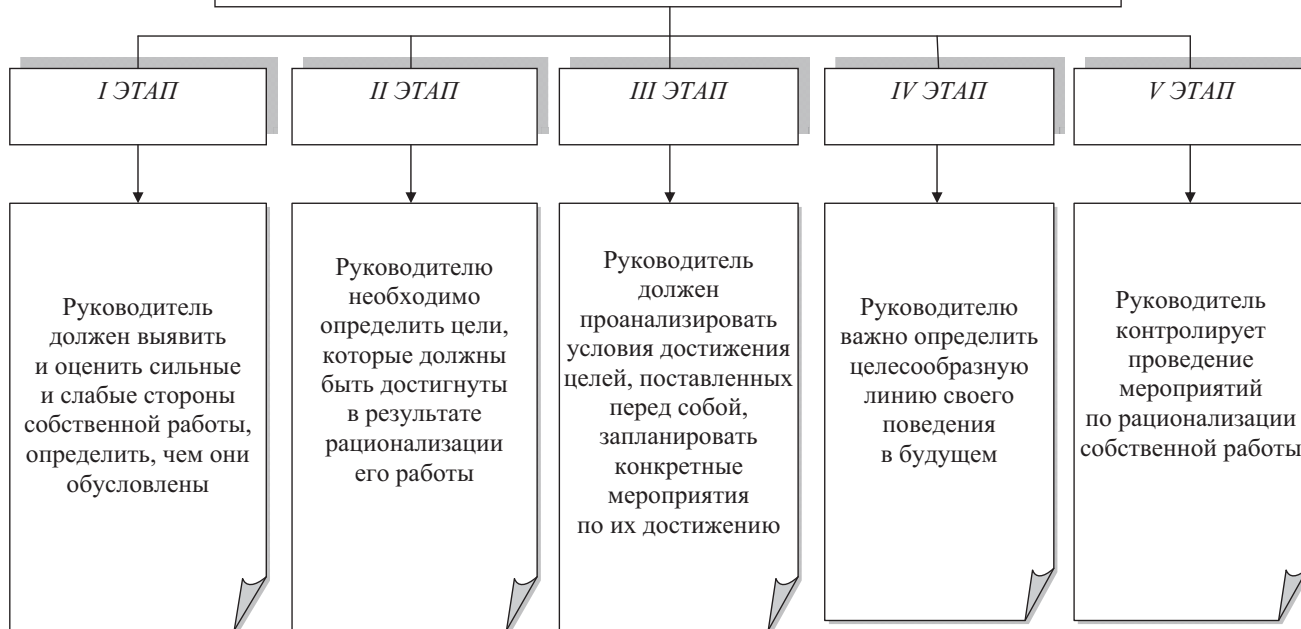 I ЭТАП
II ЭТАП
III ЭТАП
IV ЭТАП
V ЭТАП
Руководитель
должен выявить
и оценить сильные
и слабые стороны
собственной работы,
определить, чем они
обусловлены
Руководителю
необходимо
определить цели,
которые должны
быть достигнуты
в результате
рационализации
его работы
Руководитель
должен
проанализировать
условия достижения
целей, поставленных
перед собой,
запланировать
конкретные
мероприятия
по их достижению
Руководителю
важно определить
целесообразную
линию своего
поведения
в будущем
Руководитель
контролирует
проведение
мероприятий
по рационализации
собственной работы